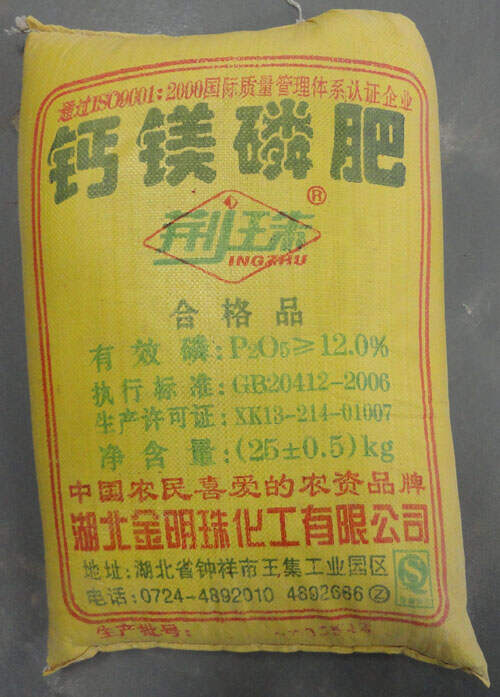 通过ISO9001:2000国际质量管理体系认证企业
钙镁磷肥
荆珠®
JINGZHU
合格品
有效磷:P₂O₅≥12.0%
执行标准:GB20412-2006
生产许可证:XK13-214-01007
净含量:(25±0.5)kg
中国农民喜爱的农资品牌
湖北金明珠化工有限公司
地址:湖北省钟祥市王集工业园区
电话:0724-4892010 4892666 ②
生产批号: